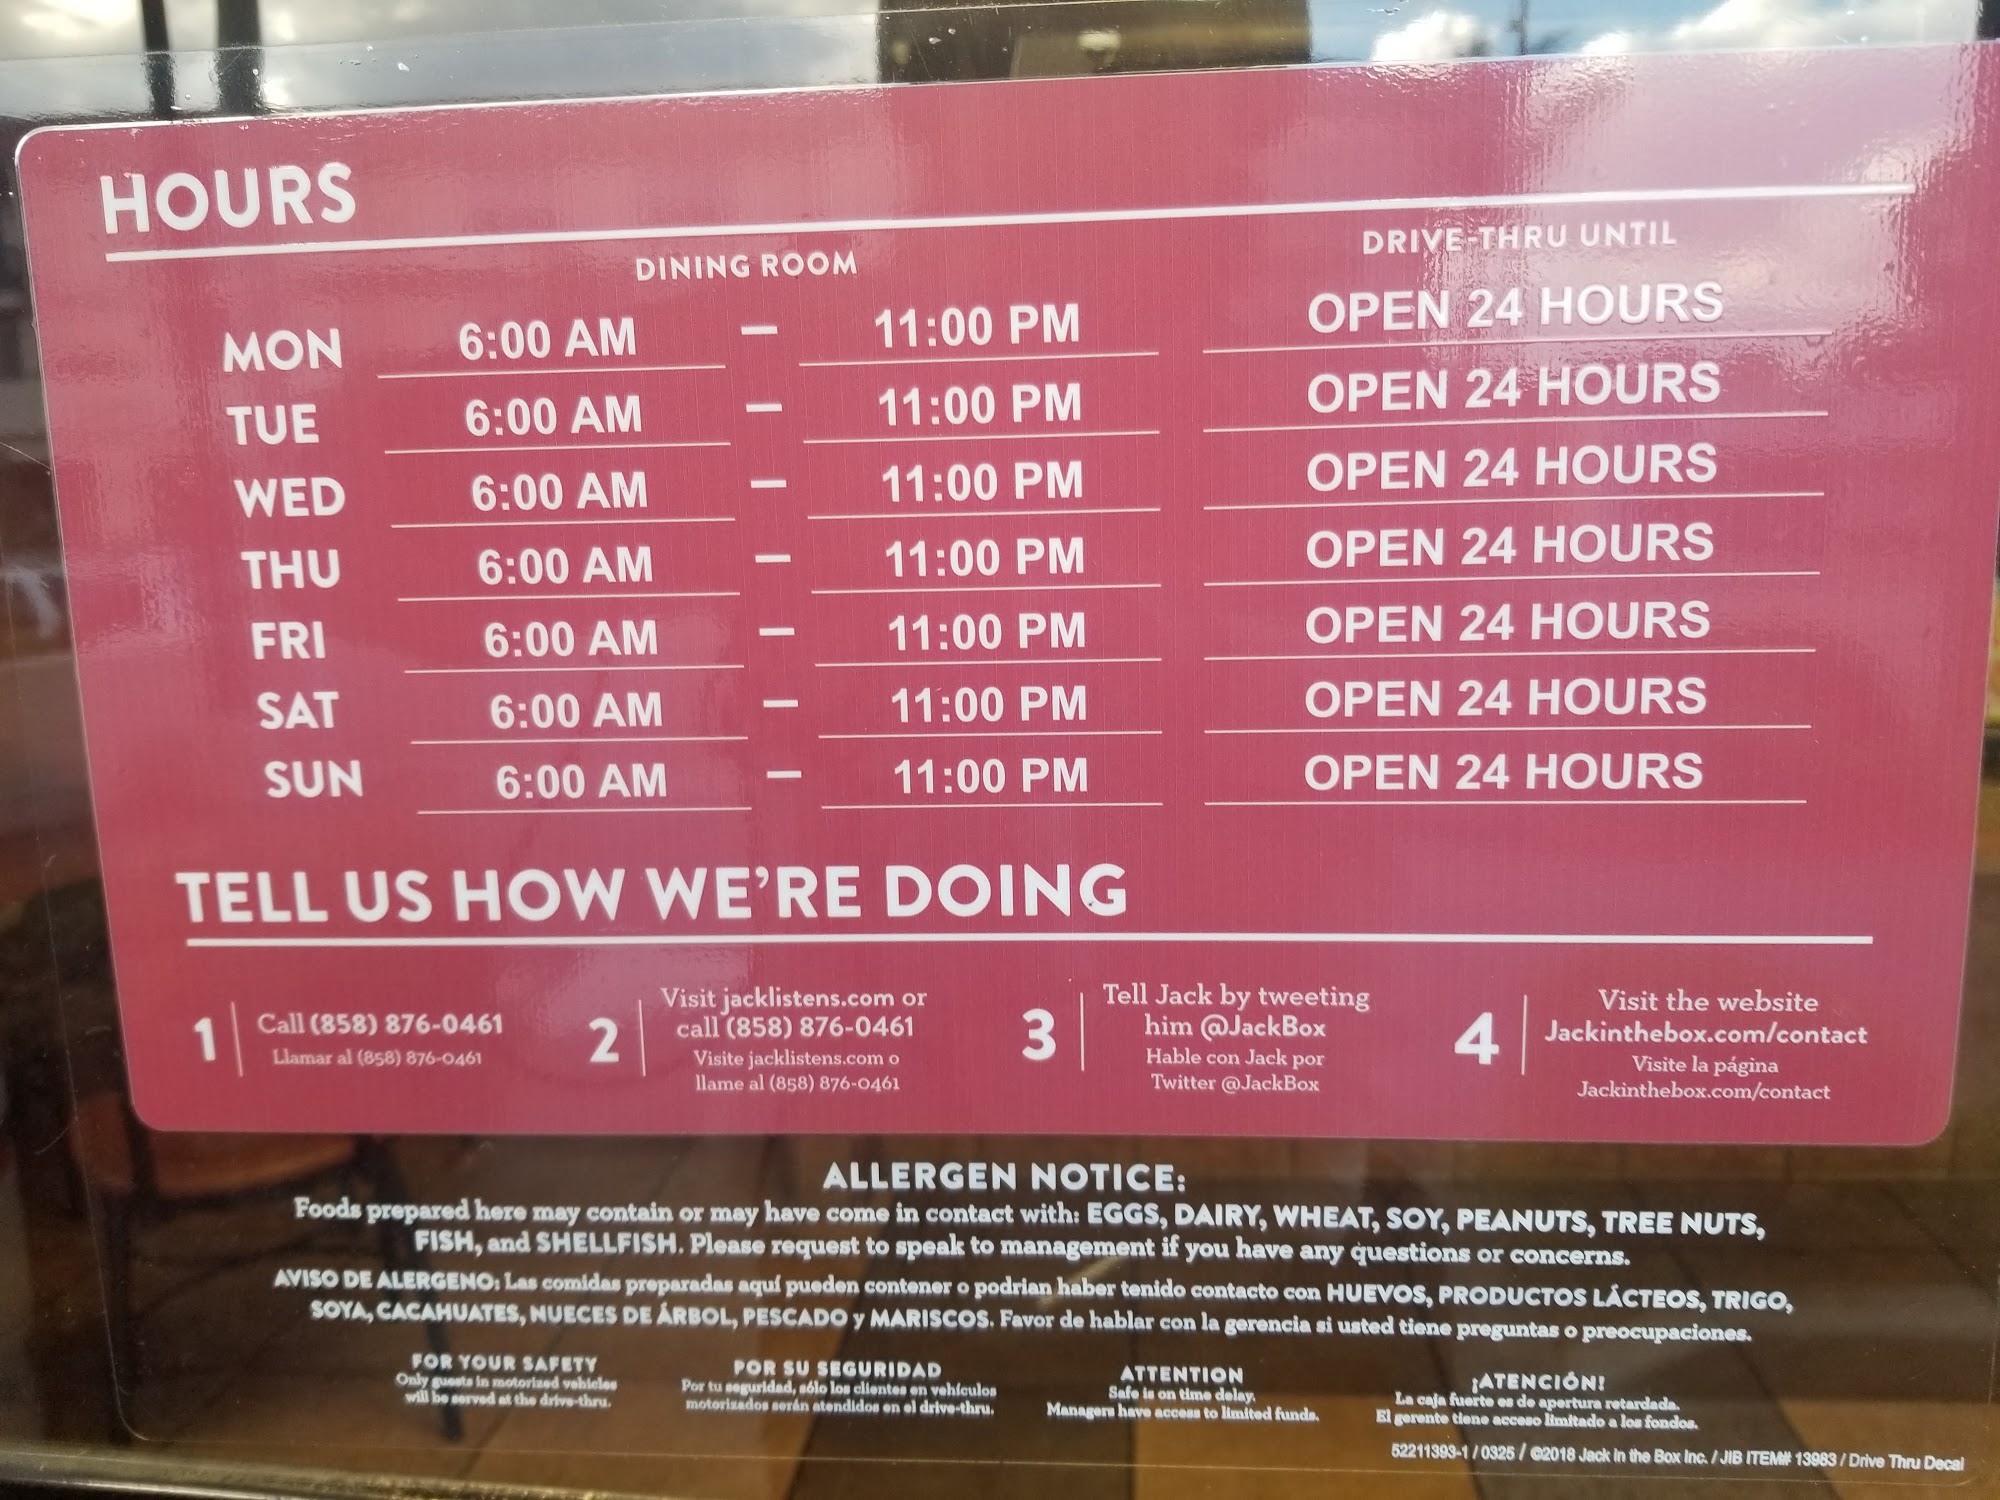 HOURS
DINING ROOM DRIVE-THRU UNTIL
MON 6:00 AM — 11:00 PM OPEN 24 HOURS
TUE 6:00 AM — 11:00 PM OPEN 24 HOURS
WED 6:00 AM — 11:00 PM OPEN 24 HOURS
THU 6:00 AM — 11:00 PM OPEN 24 HOURS
FRI 6:00 AM — 11:00 PM OPEN 24 HOURS
SAT 6:00 AM — 11:00 PM OPEN 24 HOURS
SUN 6:00 AM — 11:00 PM OPEN 24 HOURS
TELL US HOW WE'RE DOING
1
Call (858) 876-0461
Llamar al (858) 876-0461
2
Visit jacklistens.com or
call (858) 876-0461
Visite jacklistens.com o
llame al (858) 876-0461
3
Tell Jack by tweeting
him @JackBox
Hable con Jack por
Twitter @JackBox
4
Visit the website
Jackinthebox.com/contact
Visite la página
Jackinthebox.com/contact
ALLERGEN NOTICE:
Foods prepared here may contain or may have come in contact with: EGGS, DAIRY, WHEAT, SOY, PEANUTS, TREE NUTS,
FISH, and SHELLFISH. Please request to speak to management if you have any questions or concerns.
AVISO DE ALERGENO: Las comidas preparadas aquí pueden contener o podrian haber tenido contacto con HUEVOS, PRODUCTOS LÁCTEOS, TRIGO,
SOYA, CACAHUATES, NUECES DE ÁRBOL, PESCADO y MARISCOS. Favor de hablar con la gerencia si usted tiene preguntas o preocupaciones.
FOR YOUR SAFETY
Only guests in motorized vehicles
will be served at the drive-thru.
POR SU SEGURIDAD
Por tu seguridad, sólo los clientes en vehículos
motorizados serán atendidos en el drive-thru.
ATTENTION
Safe is on time delay.
Managers have access to limited funds.
¡ATENCIÓN!
La caja fuerte es de apertura retardada.
El gerente tiene acceso limitado a los fondos.
52211393-1 / 0325 / ©2018 Jack in the Box Inc. / JIB ITEM# 13983 / Drive Thru Decal